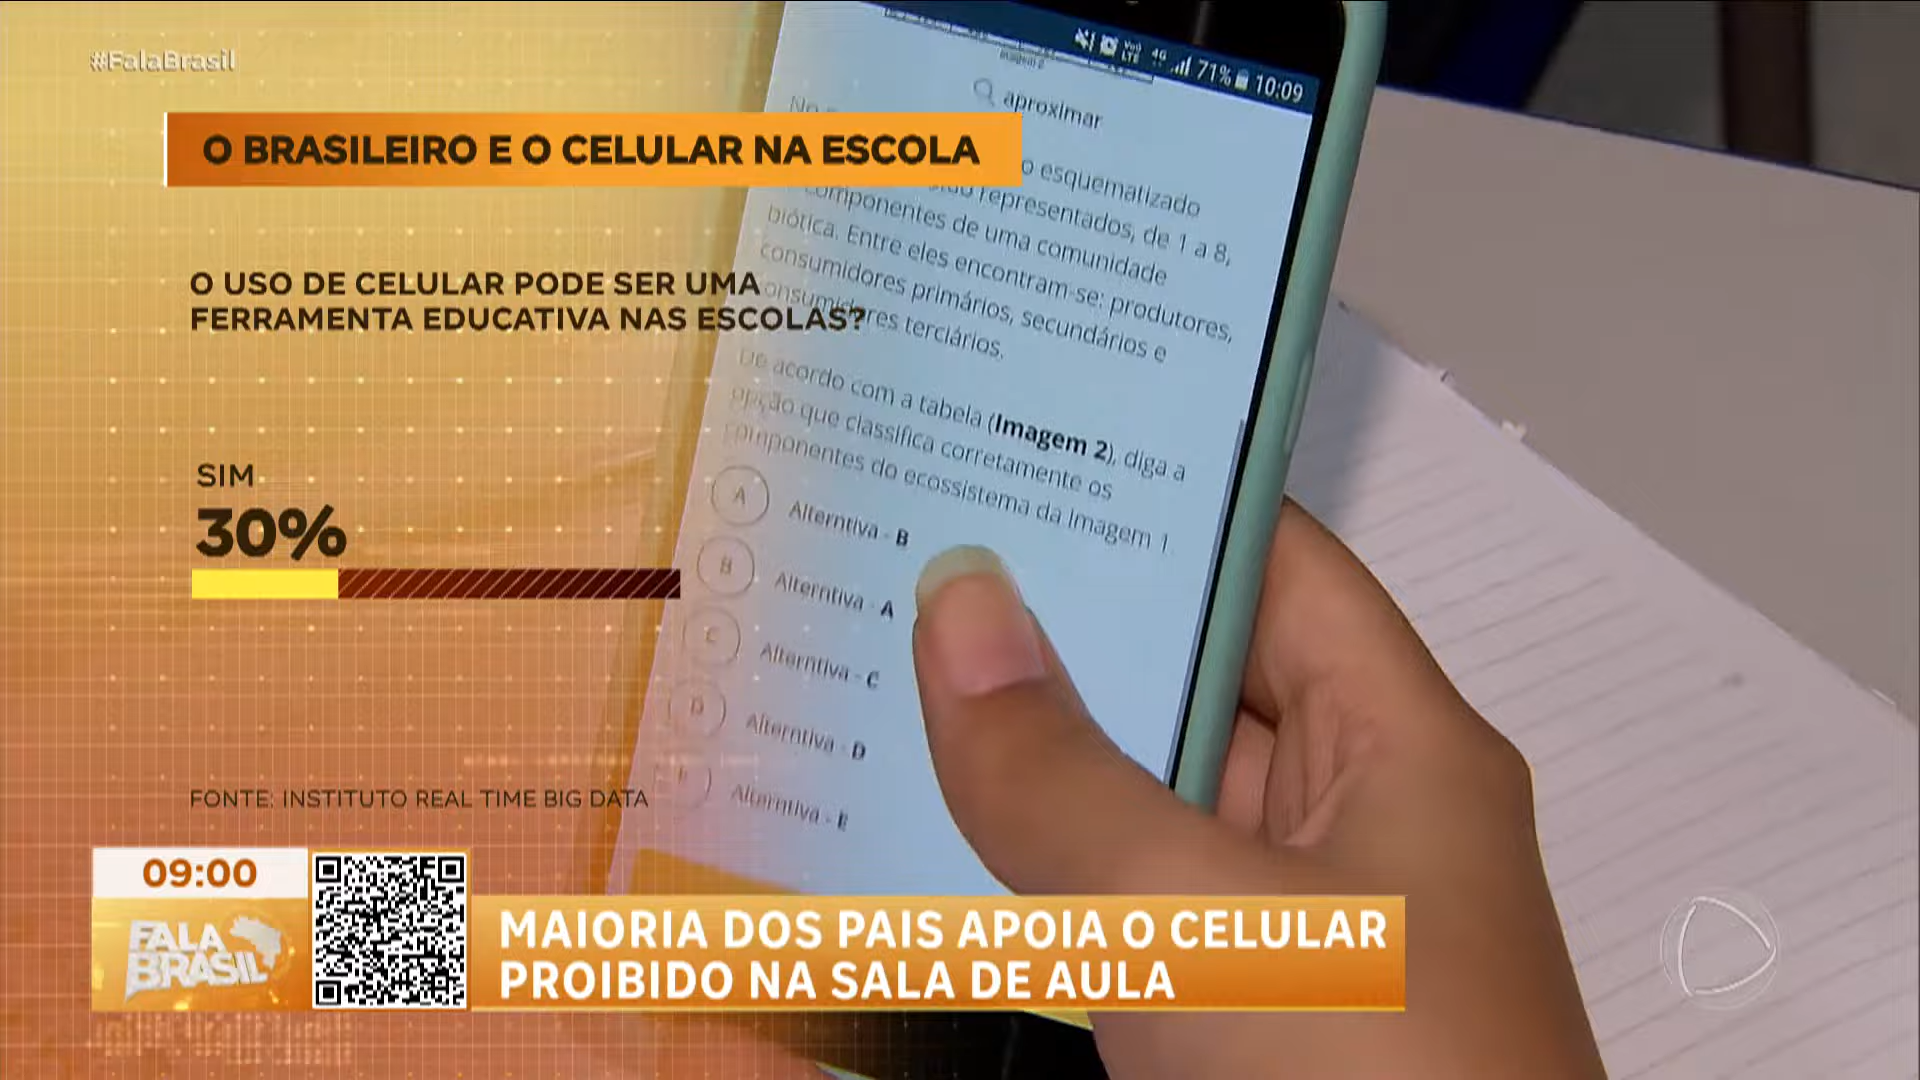 #FalaBrasil
O BRASILEIRO E O CELULAR NA ESCOLA
O USO DE CELULAR PODE SER UMA
FERRAMENTA EDUCATIVA NAS ESCOLAS?
SIM
30%
FONTE: INSTITUTO REAL TIME BIG DATA
09:00
FALA
BRASIL
MAIORIA DOS PAIS APOIA O CELULAR
PROIBIDO NA SALA DE AULA
4G
71% 10:09
Imagem 2
aproximar
esquematizado
representados, de 1 a 8,
componentes de uma comunidade
biótica. Entre eles encontram-se: produtores,
consumidores primários, secundários e
consumidores terciários.
De acordo com a tabela (Imagem 2), diga a
opção que classifica corretamente os
componentes do ecossistema da Imagem 1.
A Alterntiva - B
B Alterntiva - A
C Alterntiva - C
D Alterntiva - D
Alterntiva - E